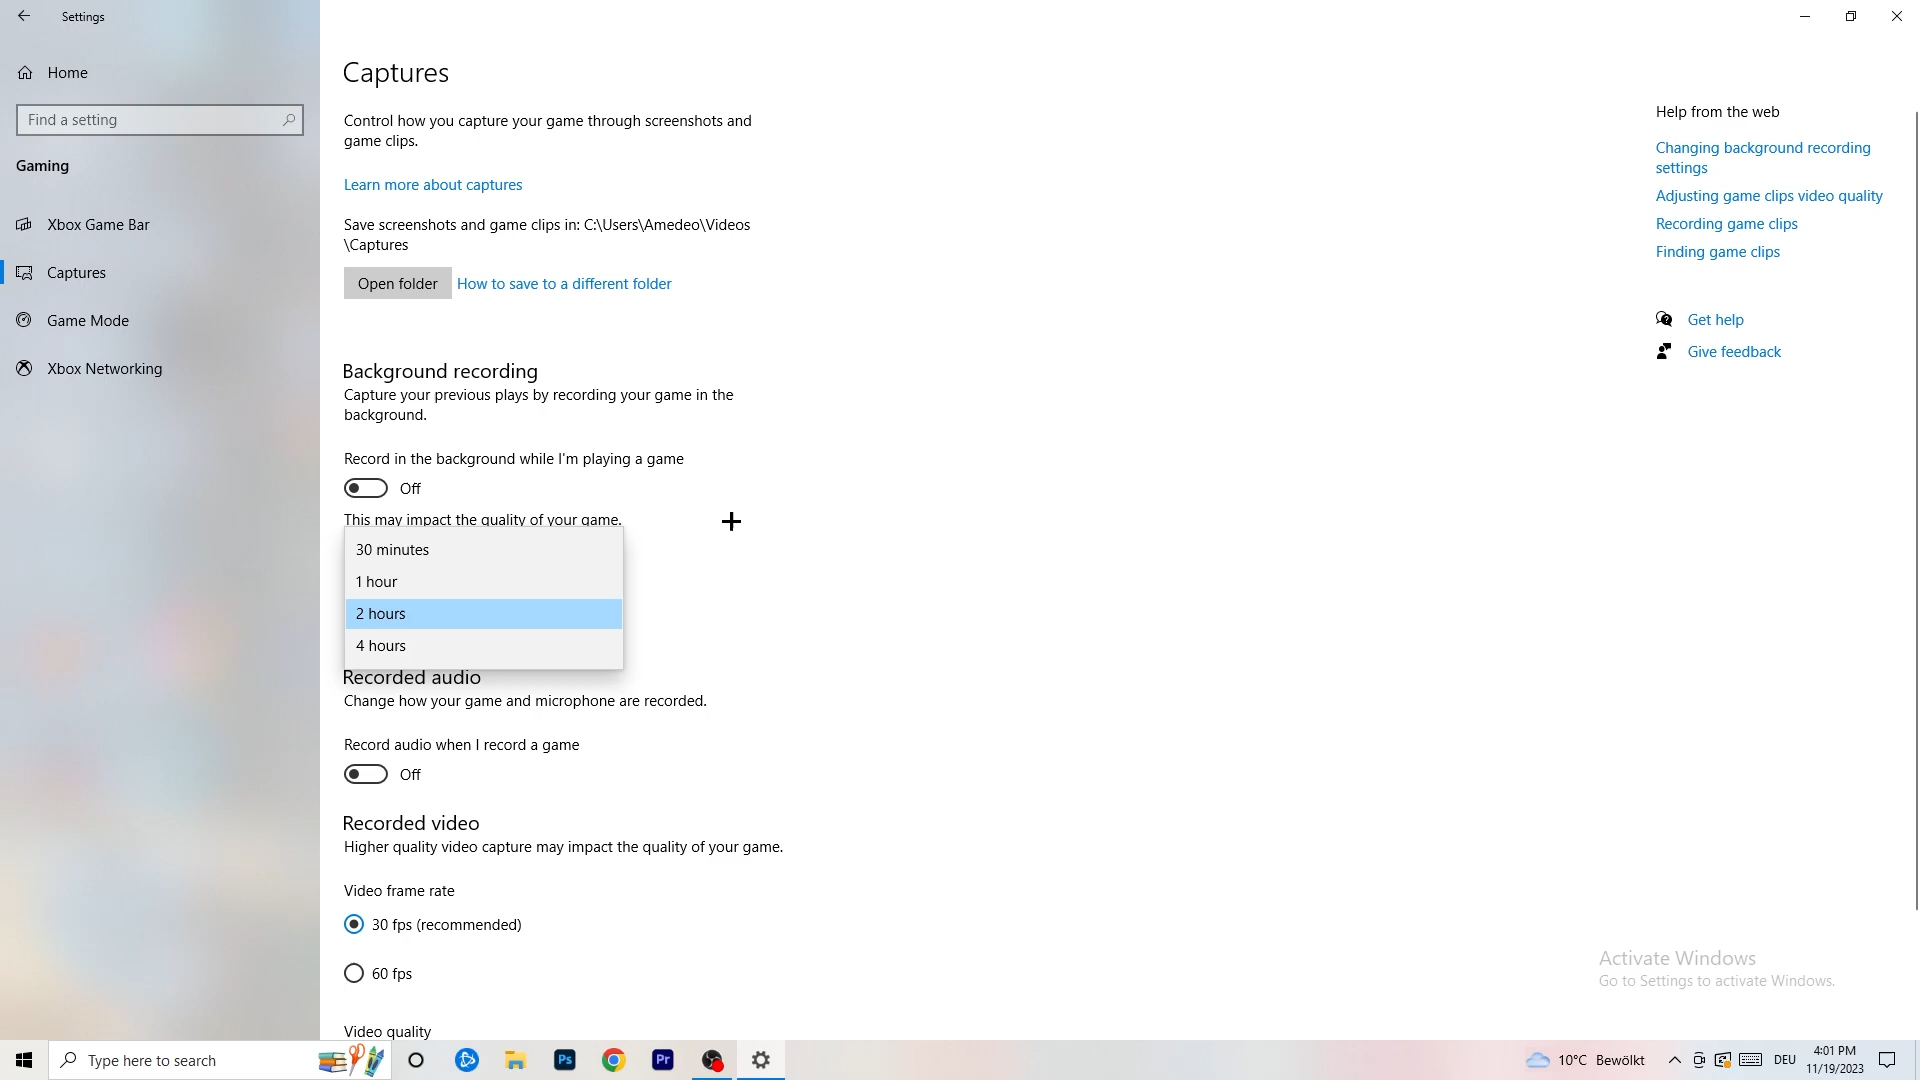 Settings
Home
Find a setting
Gaming
Xbox Game Bar
Captures
Game Mode
Xbox Networking
Captures
Control how you capture your game through screenshots and
game clips.
Learn more about captures
Save screenshots and game clips in: C:\Users\Amedeo\Videos
\Captures
Open folder
How to save to a different folder
Background recording
Capture your previous plays by recording your game in the
background.
Record in the background while I'm playing a game
Off
This may impact the quality of your game.
30 minutes
1 hour
2 hours
4 hours
Recorded audio
Change how your game and microphone are recorded.
Record audio when I record a game
Off
Recorded video
Higher quality video capture may impact the quality of your game.
Video frame rate
30 fps (recommended)
60 fps
Video quality
Help from the web
Changing background recording
settings
Adjusting game clips video quality
Recording game clips
Finding game clips
Get help
Give feedback
Activate Windows
Go to Settings to activate Windows.
Type here to search
Ps
Pr
10°C Bewölkt
DEU
4:01 PM
11/19/2023